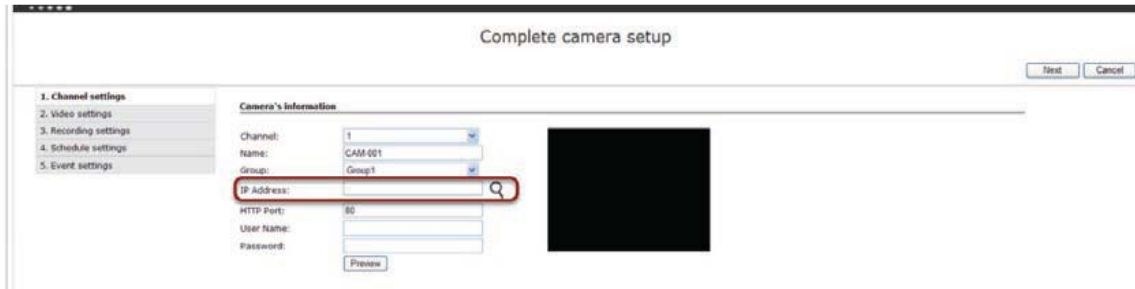 Complete camera setup
Next Cancel
1. Channel settings
2. Video settings
3. Recording settings
4. Schedule settings
5. Event settings
Camera's information
Channel: 1
Name: CAM-001
Group: Group1
IP Address:
HTTP Port: 80
User Name:
Password:
Preview